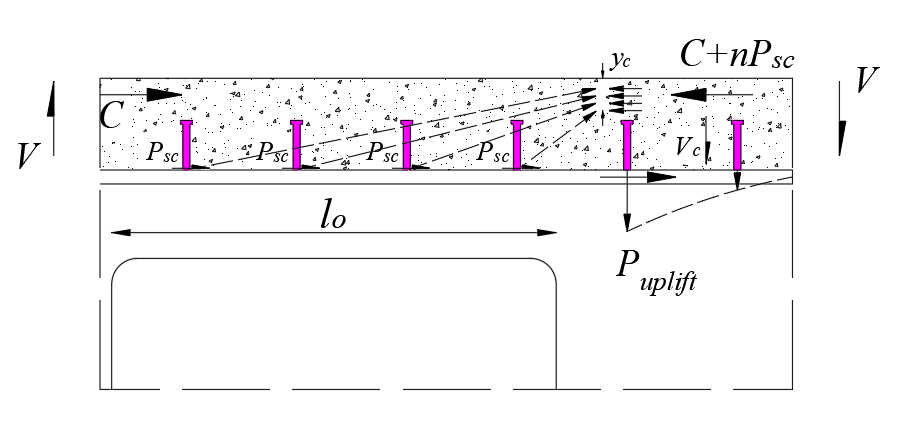 y_c
C+nP_sc
V
C
V
P_sc P_sc P_sc P_sc
V_c
l_o
P_uplift